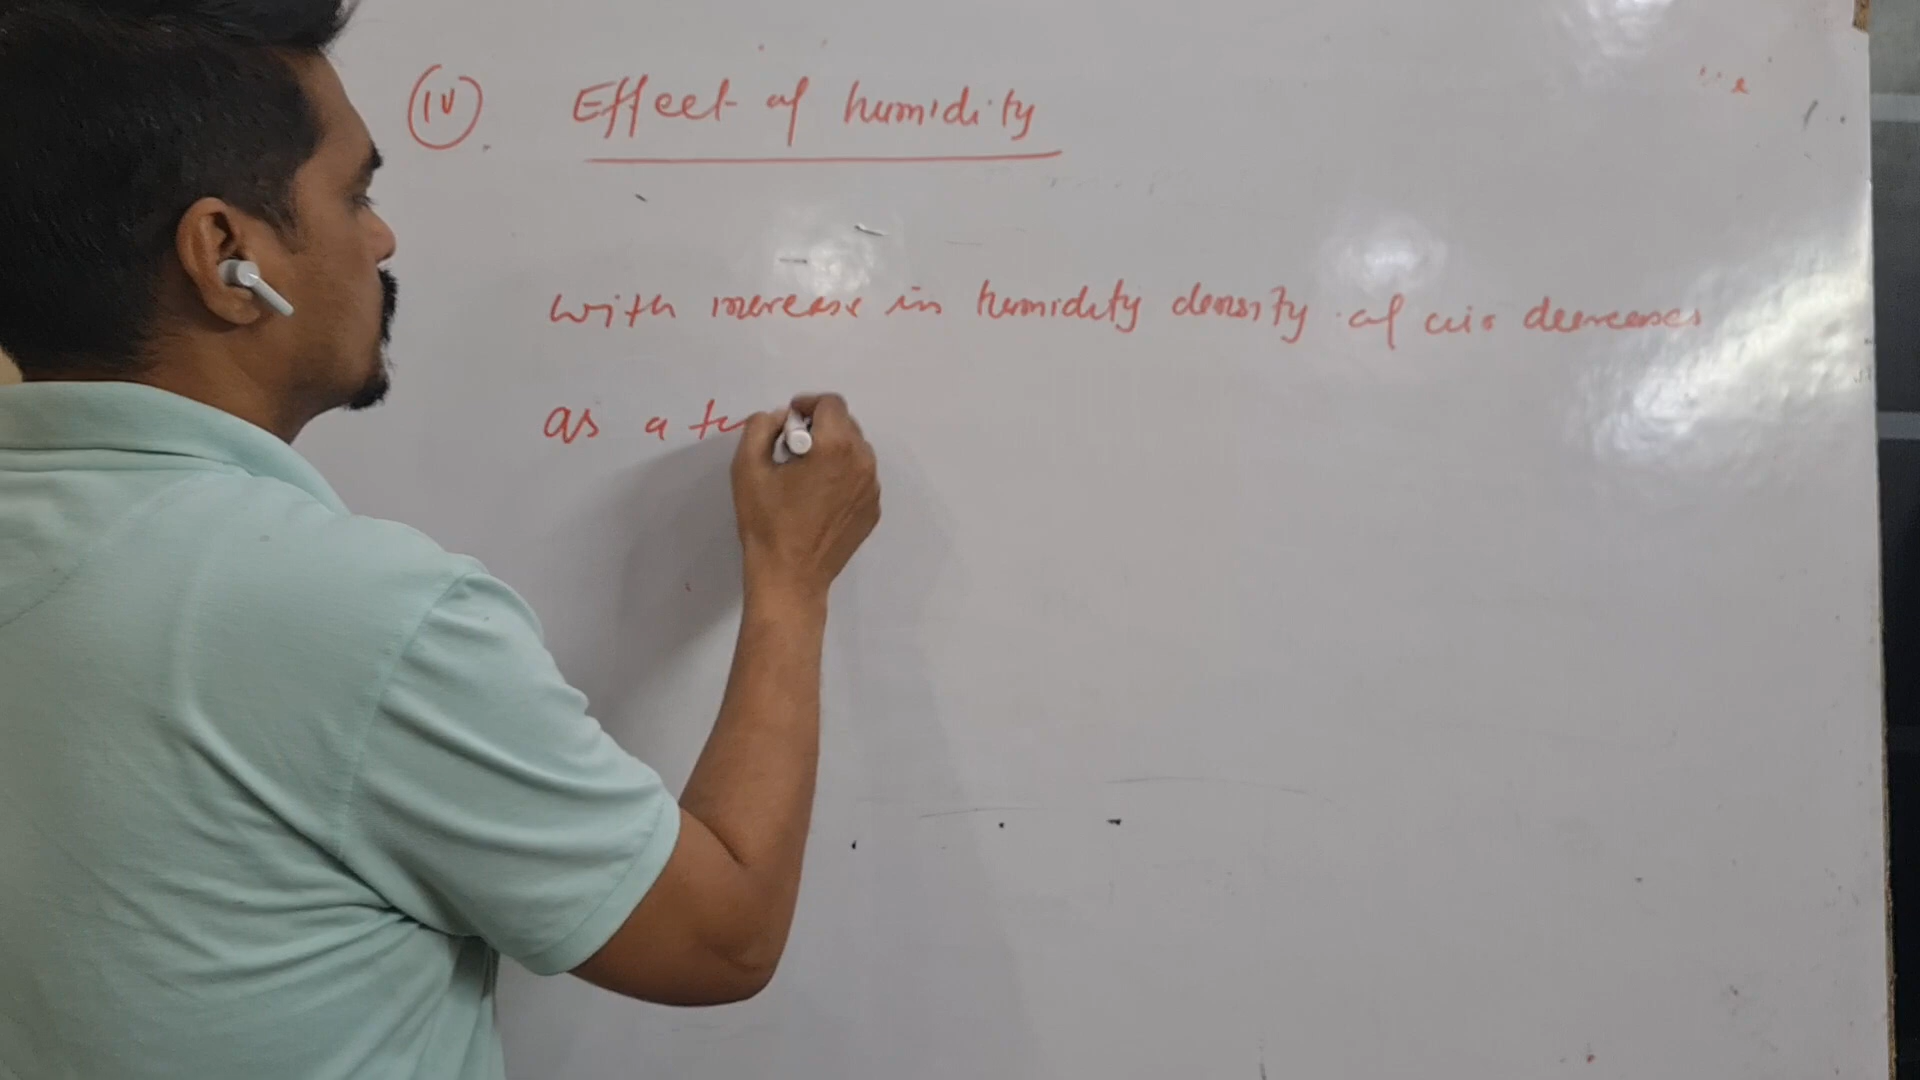 (iv) Effect of humidity
with increase in humidity density of air decreases
as a